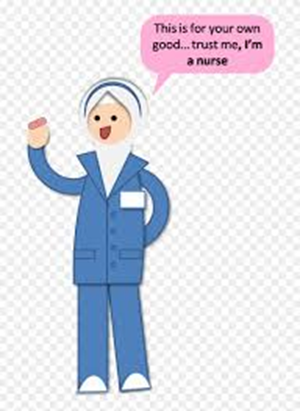 This is for your own
good... trust me, I'm
a nurse